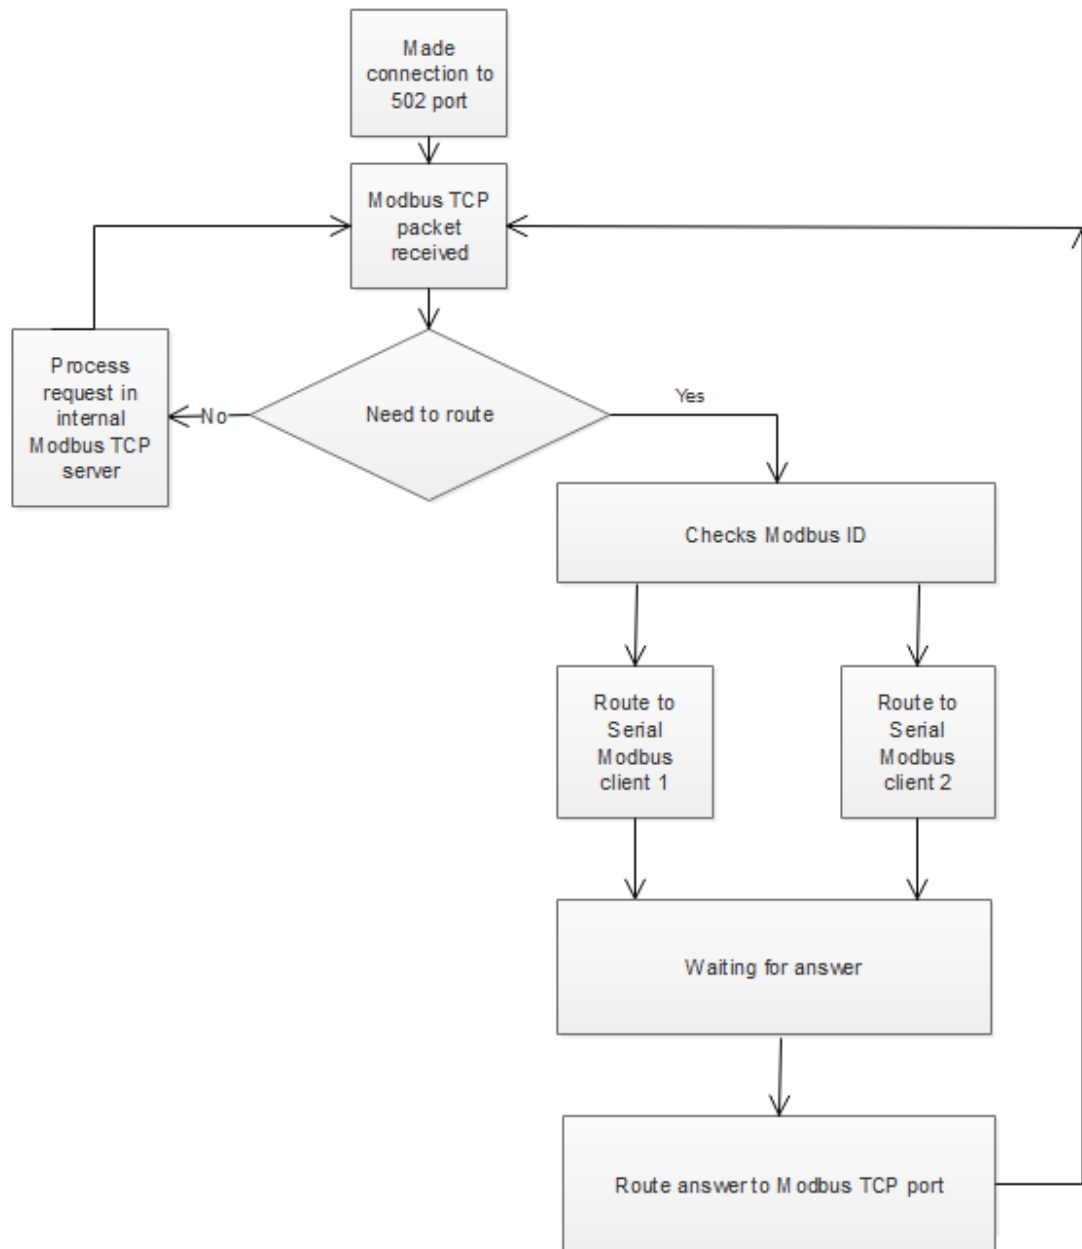 Made
connection to
502 port
Modbus TCP
packet
received
Process
request in
internal
Modbus TCP
server
No
Need to route
Yes
Checks Modbus ID
Route to
Serial
Modbus
client 1
Route to
Serial
Modbus
client 2
Waiting for answer
Route answer to Modbus TCP port